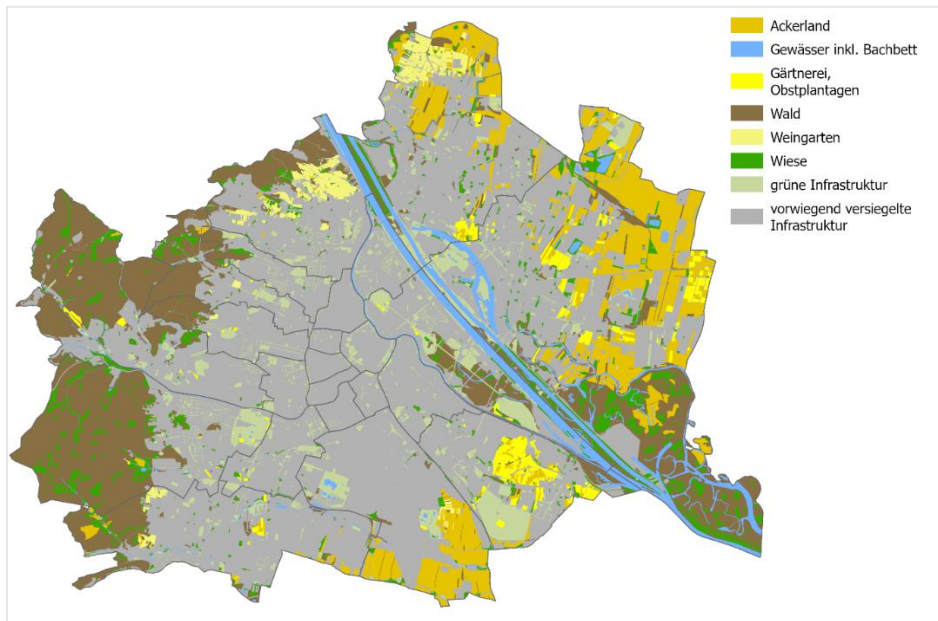 Ackerland
Gewässer inkl. Bachbett
Gärtnerei,
Obstplantagen
Wald
Weingarten
Wiese
grüne Infrastruktur
vorwiegend versiegelte
Infrastruktur